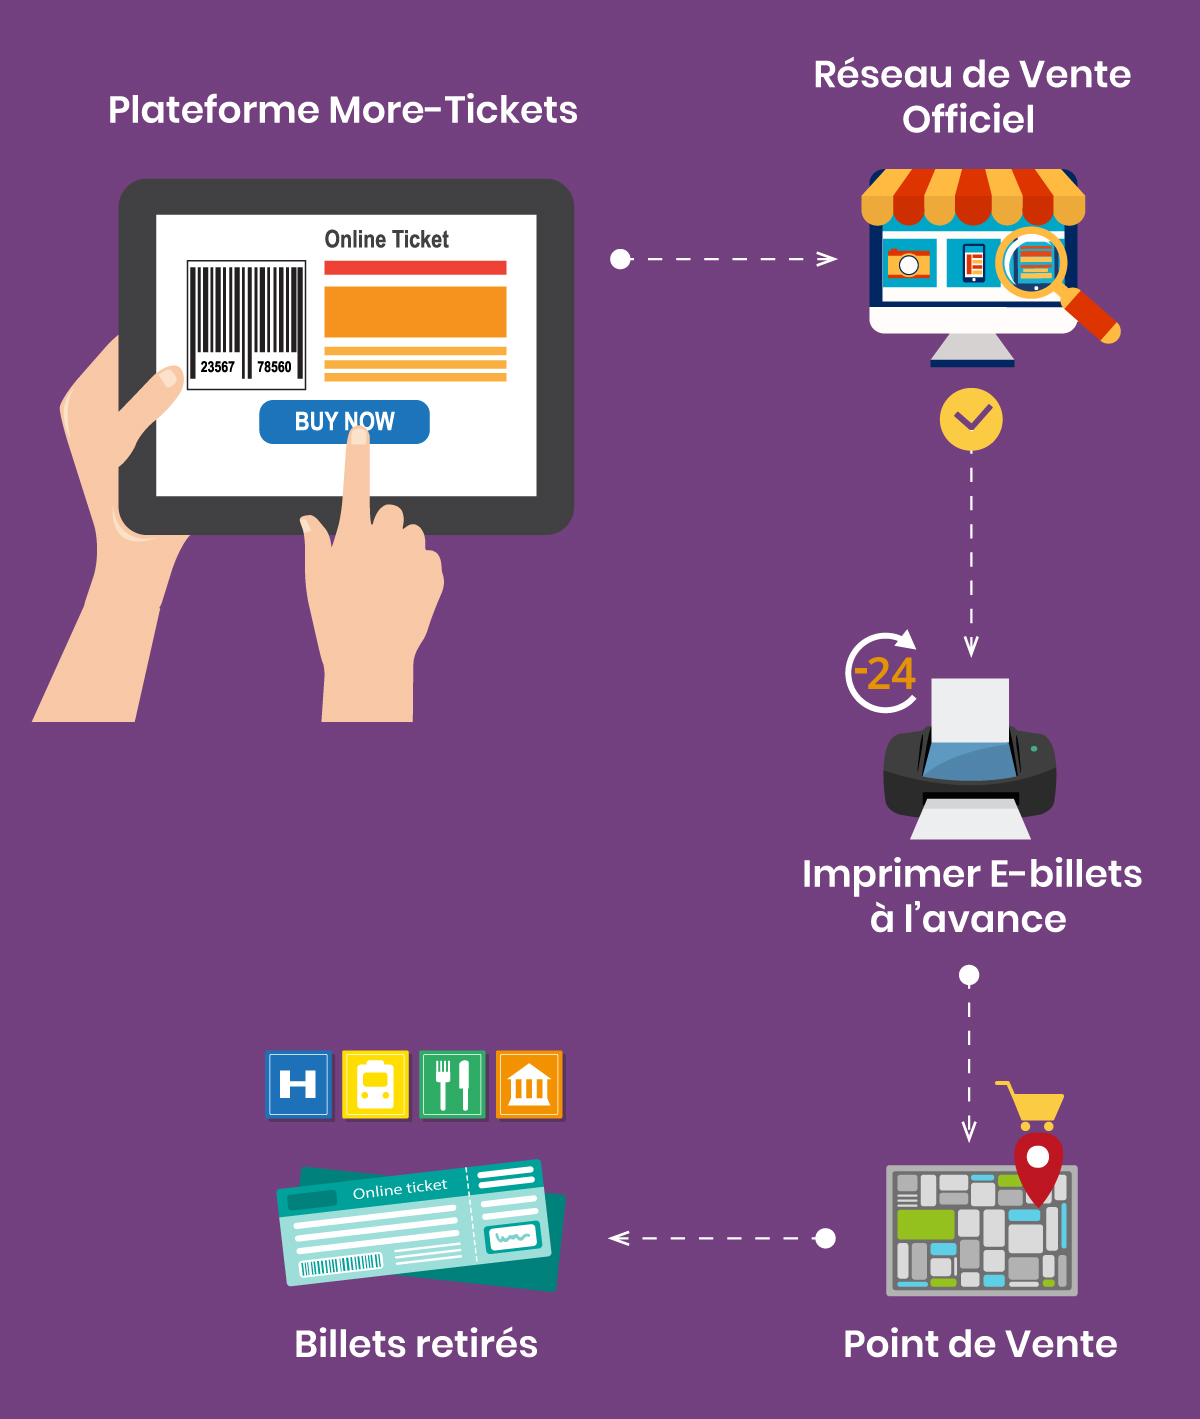 Plateforme More-Tickets
Réseau de Vente
Officiel
Online Ticket
23567 78560
BUY NOW
-24
Imprimer E-billets
à l’avance
H
Online ticket
Billets retirés
Point de Vente